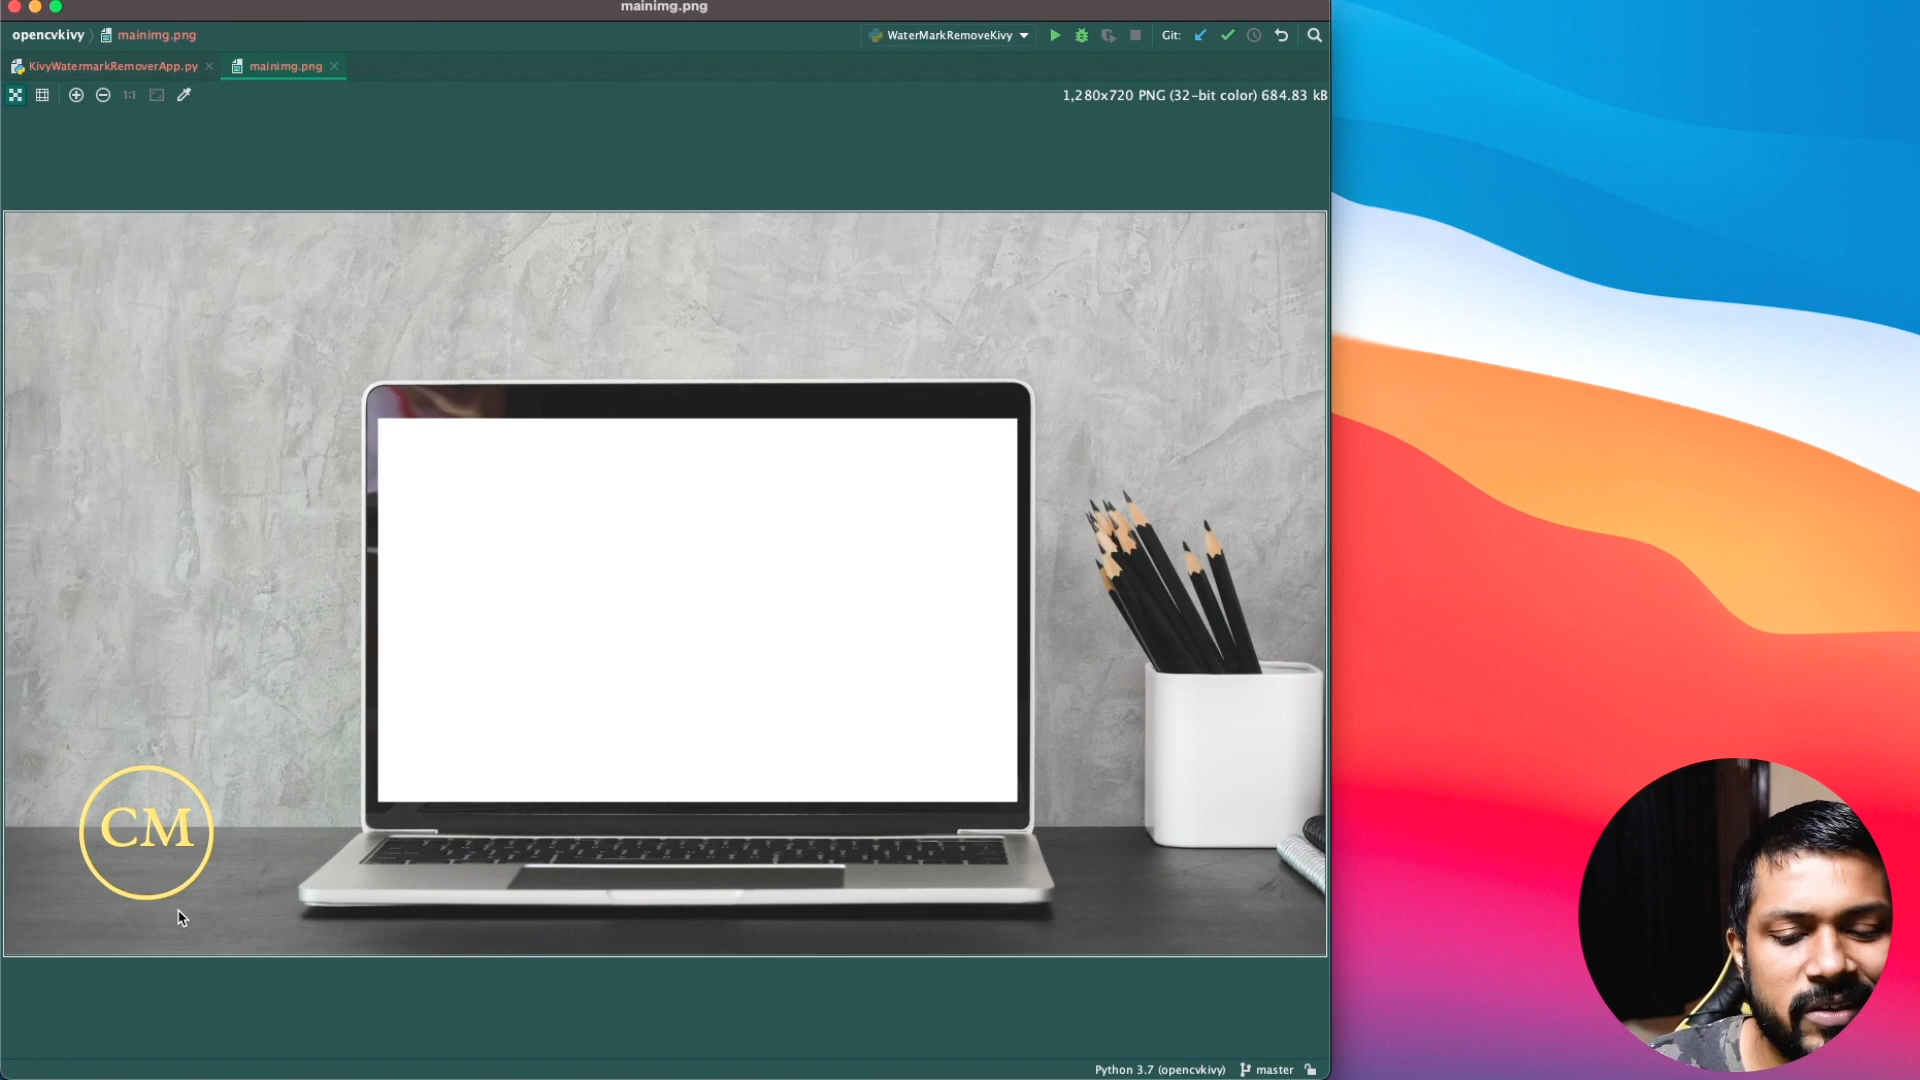 mainimg.png
opencvkivy 〉 mainimg.png
WaterMarkRemoveKivy
Git:
KivyWatermarkRemoverApp.py
mainimg.png
1:1
1,280x720 PNG (32-bit color) 684.83 kB
CM
Python 3.7 (opencvkivy)
master